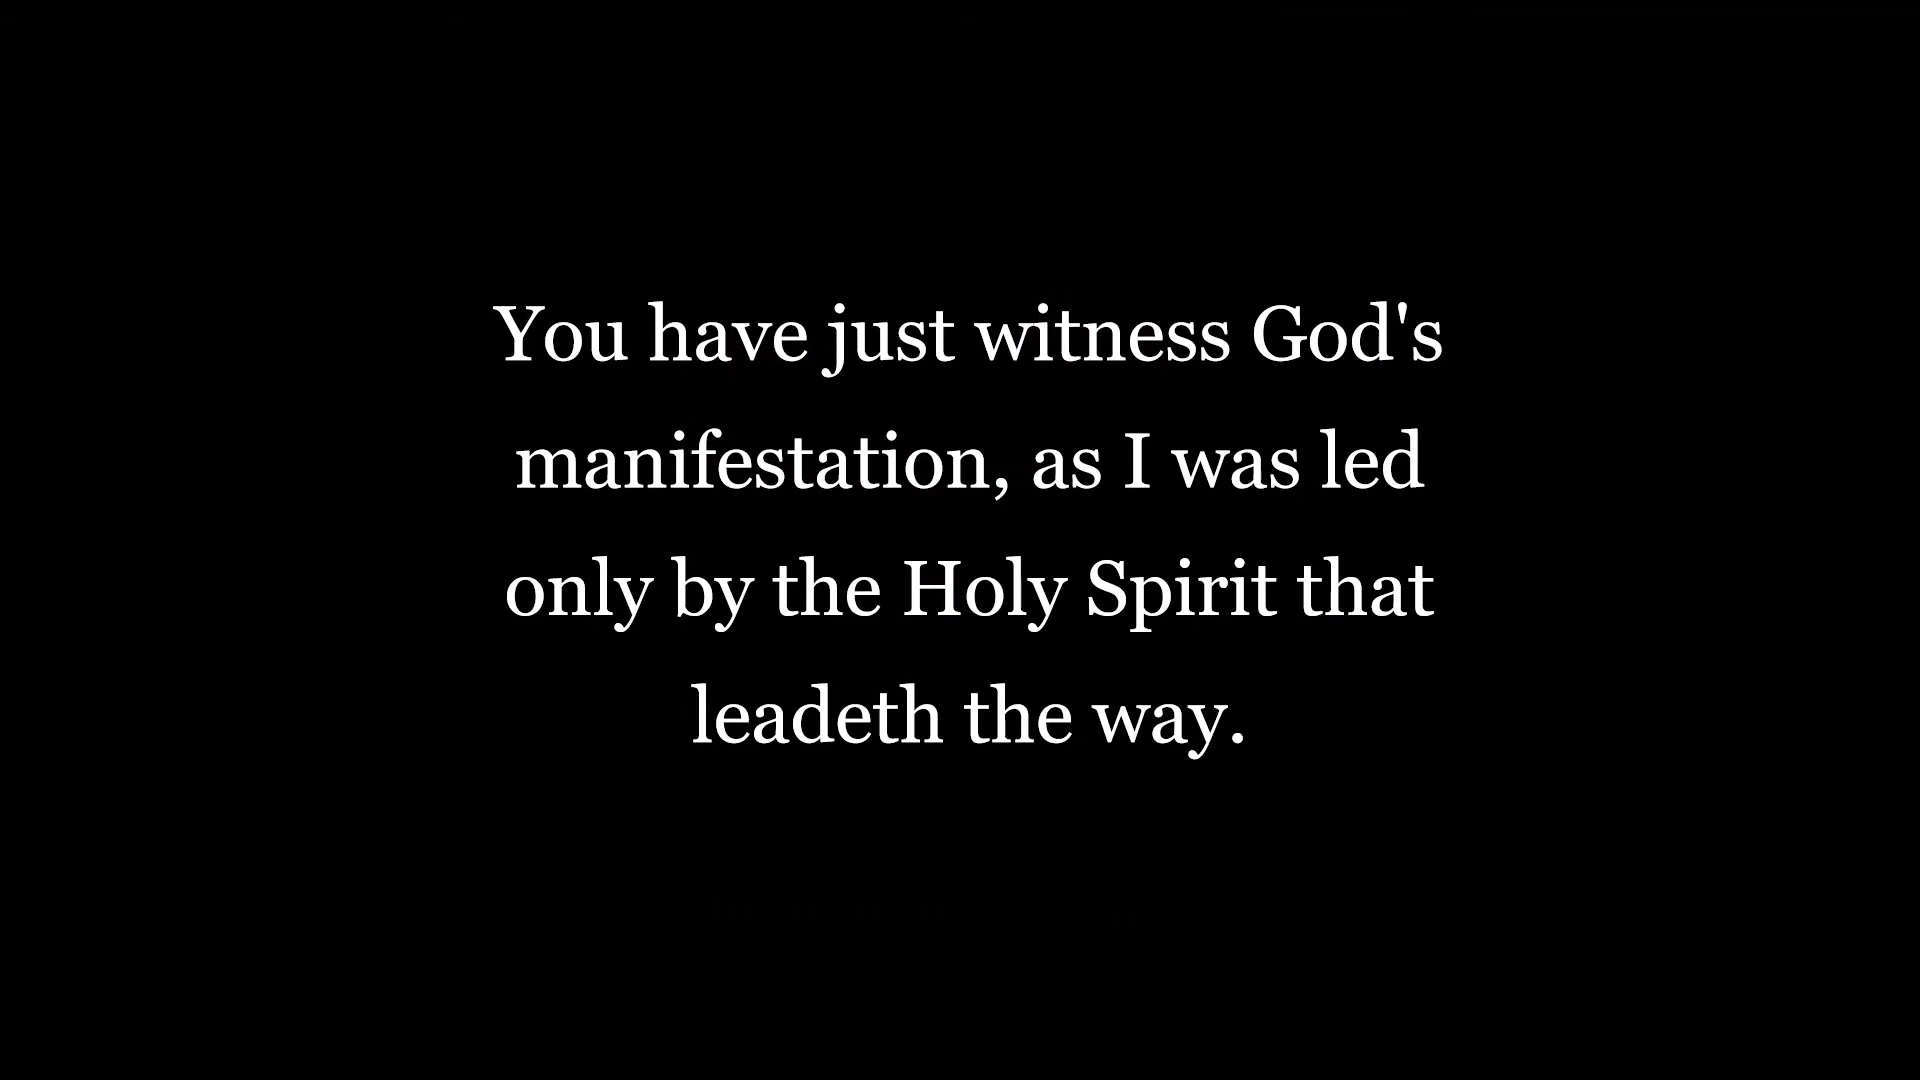 You have just witness God's
manifestation, as I was led
only by the Holy Spirit that
leadeth the way.